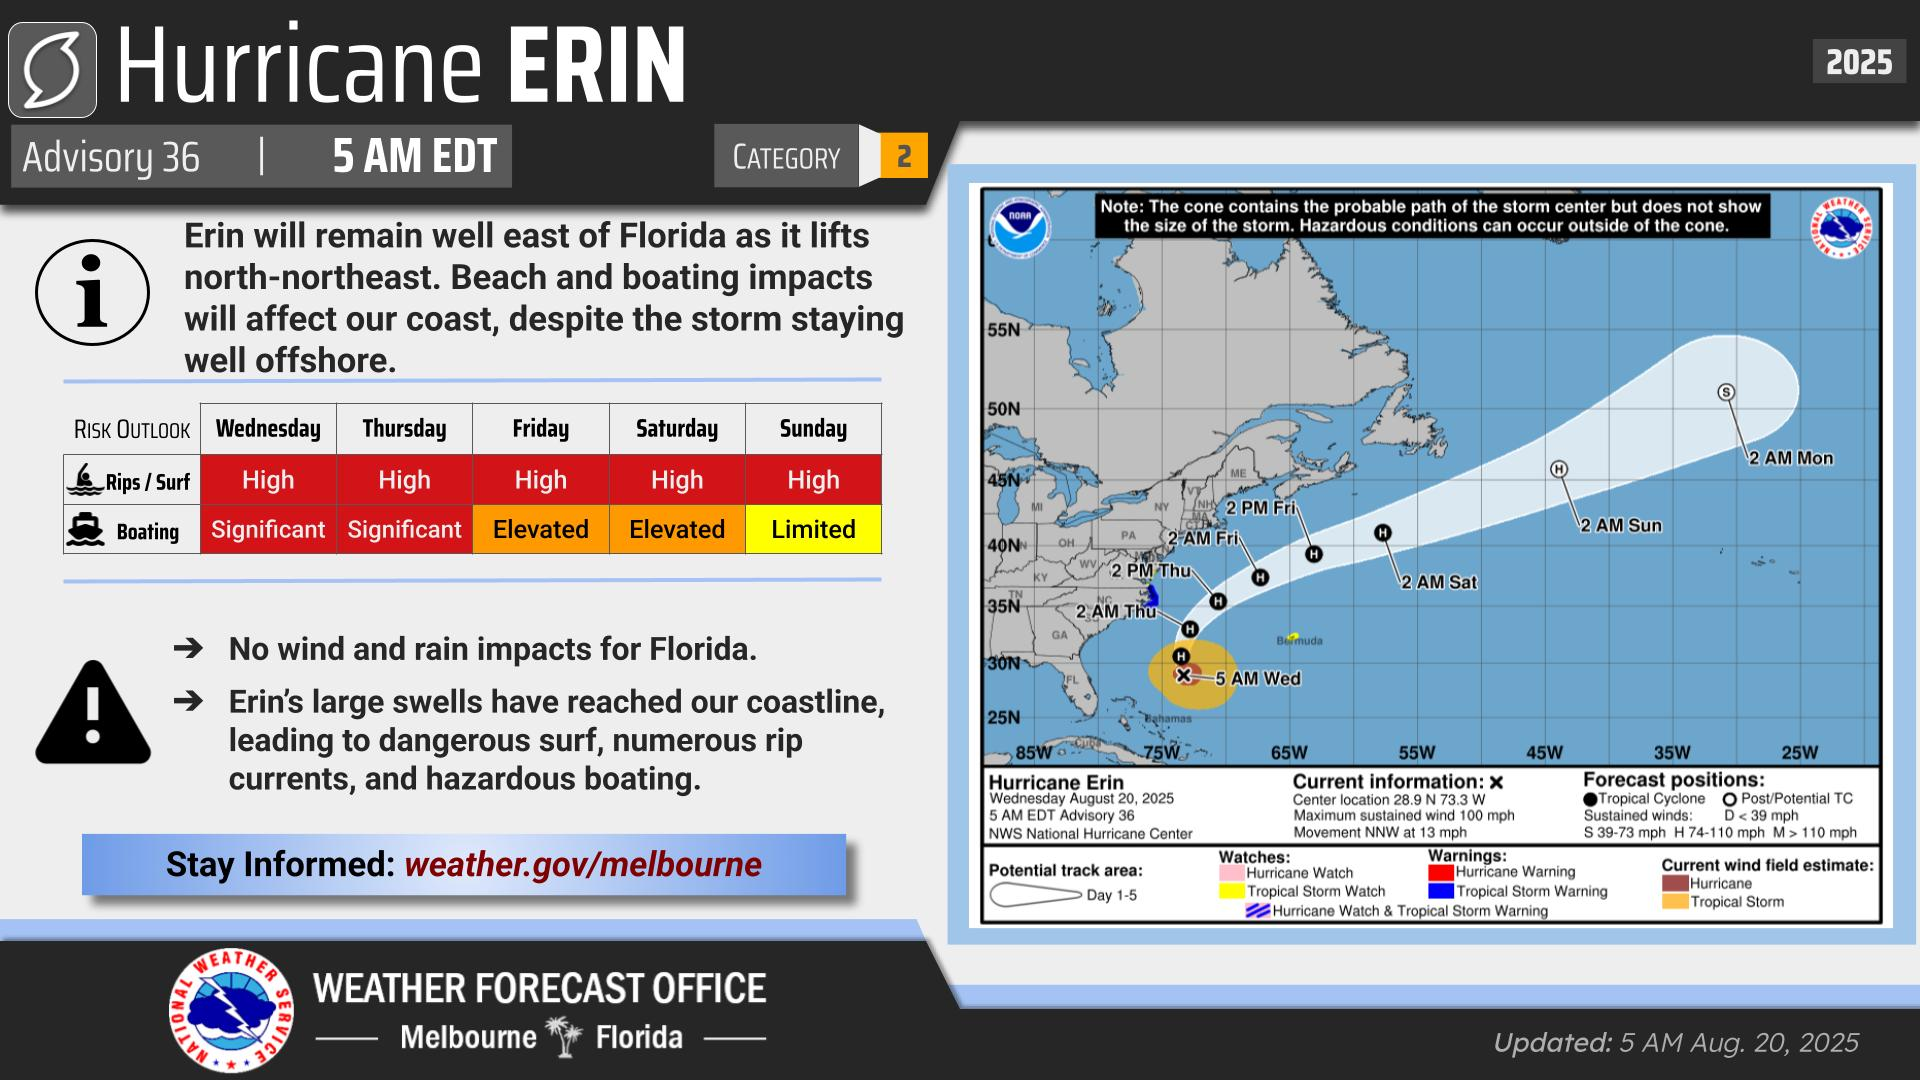 Hurricane ERIN
2025
Advisory 36 | 5 AM EDT
CATEGORY 2
Erin will remain well east of Florida as it lifts
north-northeast. Beach and boating impacts
will affect our coast, despite the storm staying
well offshore.
RISK OUTLOOK Wednesday Thursday Friday Saturday Sunday
Rips / Surf High High High High High
Boating Significant Significant Elevated Elevated Limited
➔ No wind and rain impacts for Florida.
➔ Erin's large swells have reached our coastline,
leading to dangerous surf, numerous rip
currents, and hazardous boating.
Stay Informed: weather.gov/melbourne
NATIONAL WEATHER SERVICE
WEATHER FORECAST OFFICE
Melbourne Florida
NOAA
Note: The cone contains the probable path of the storm center but does not show
the size of the storm. Hazardous conditions can occur outside of the cone.
NATIONAL WEATHER SERVICE
55N
50N
45N
40N
35N
30N
25N
85W 75W 65W 55W 45W 35W 25W
ME
VT
NH
MA
CT
NY
MI
PA
OH
WV
KY
TN
NC
SC
GA
FL
Bermuda
Bahamas
Cuba
S
2 AM Mon
H
2 AM Sun
H
2 AM Sat
H
2 PM Fri
H
2 AM Fri
H
2 PM Thu
H
2 AM Thu
H
5 AM Wed
Hurricane Erin
Wednesday August 20, 2025
5 AM EDT Advisory 36
NWS National Hurricane Center
Current information: ✖
Center location 28.9 N 73.3 W
Maximum sustained wind 100 mph
Movement NNW at 13 mph
Forecast positions:
Tropical Cyclone Post/Potential TC
Sustained winds: D < 39 mph
S 39-73 mph H 74-110 mph M > 110 mph
Potential track area:
Day 1-5
Watches:
Hurricane Watch
Tropical Storm Watch
Warnings:
Hurricane Warning
Tropical Storm Warning
Hurricane Watch & Tropical Storm Warning
Current wind field estimate:
Hurricane
Tropical Storm
Updated: 5 AM Aug. 20, 2025